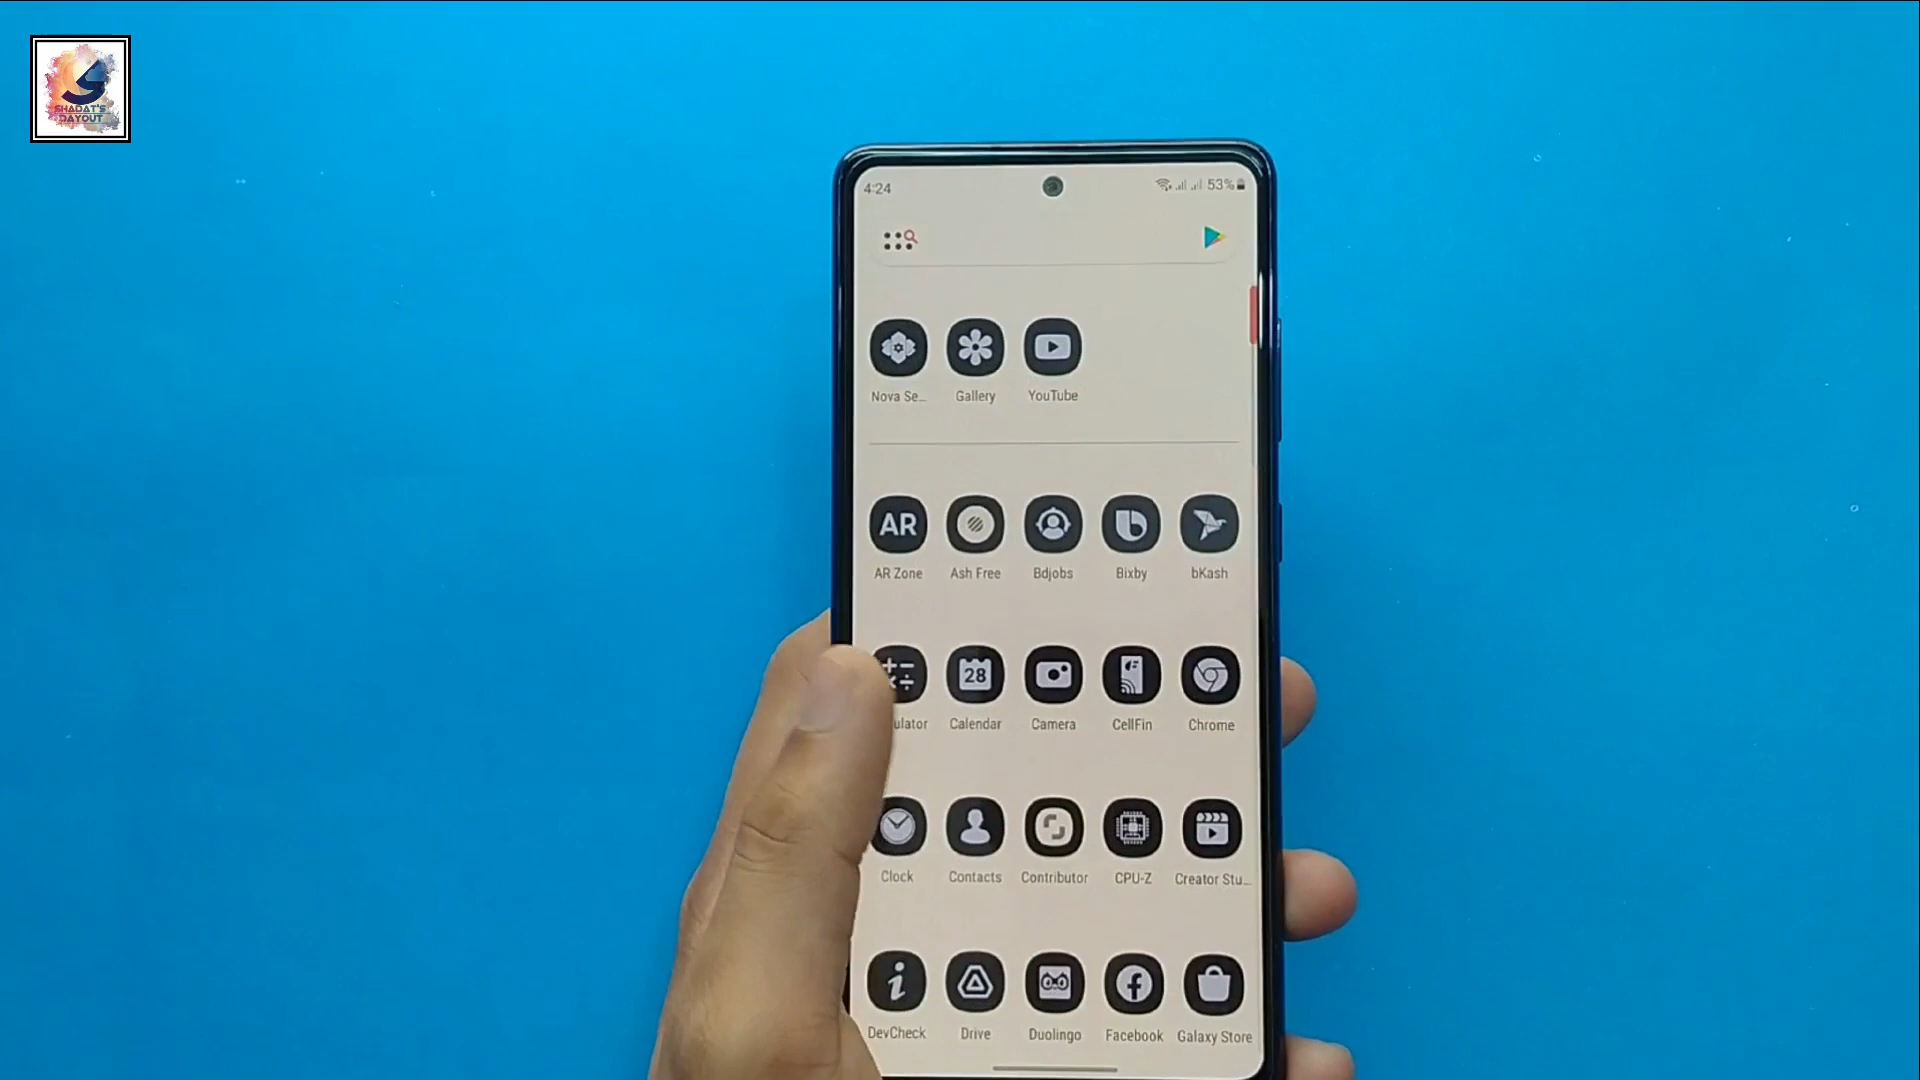 SHADAT'S
DAYOUT
4:24
53%
Nova Se...
Gallery
YouTube
AR
AR Zone
Ash Free
Bdjobs
Bixby
bKash
28
ulator
Calendar
Camera
CellFin
Chrome
Clock
Contacts
Contributor
CPU-Z
Creator Stu...
DevCheck
Drive
Duolingo
Facebook
Galaxy Store